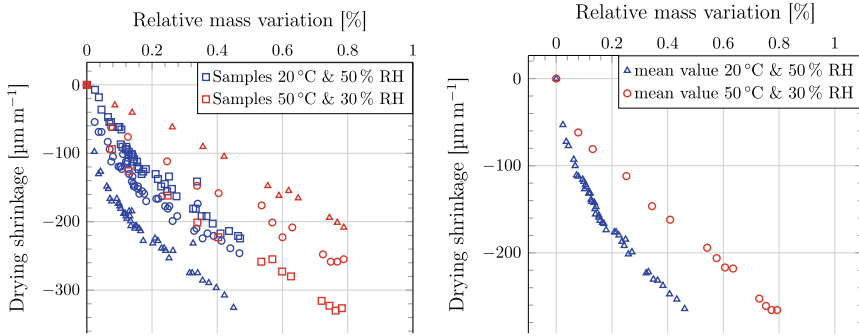 Relative mass variation [%]
0 0.2 0.4 0.6 0.8 1
Drying shrinkage [µm m⁻¹]
0
−100
−200
−300
Samples 20 °C & 50 % RH
Samples 50 °C & 30 % RH
Relative mass variation [%]
0 0.2 0.4 0.6 0.8 1
Drying shrinkage [µm m⁻¹]
0
−100
−200
mean value 20 °C & 50 % RH
mean value 50 °C & 30 % RH